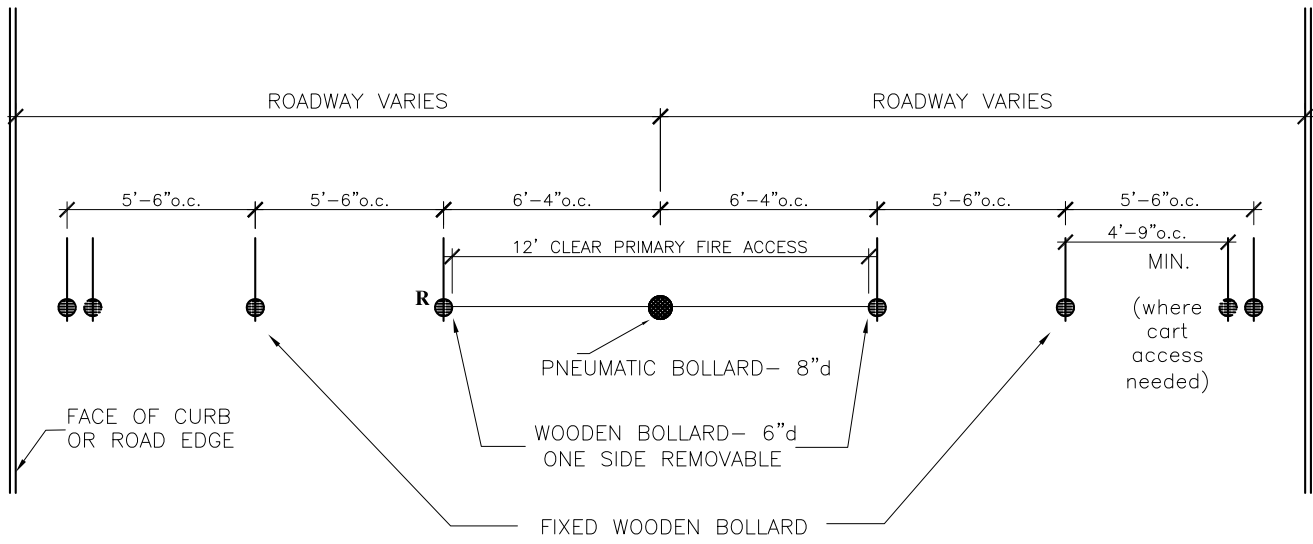 ROADWAY VARIES
ROADWAY VARIES
5'-6"o.c.
5'-6"o.c.
6'-4"o.c.
6'-4"o.c.
5'-6"o.c.
5'-6"o.c.
12' CLEAR PRIMARY FIRE ACCESS
4'-9"o.c.
MIN.
(where
cart
access
needed)
R
PNEUMATIC BOLLARD- 8"d
FACE OF CURB
OR ROAD EDGE
WOODEN BOLLARD- 6"d
ONE SIDE REMOVABLE
FIXED WOODEN BOLLARD